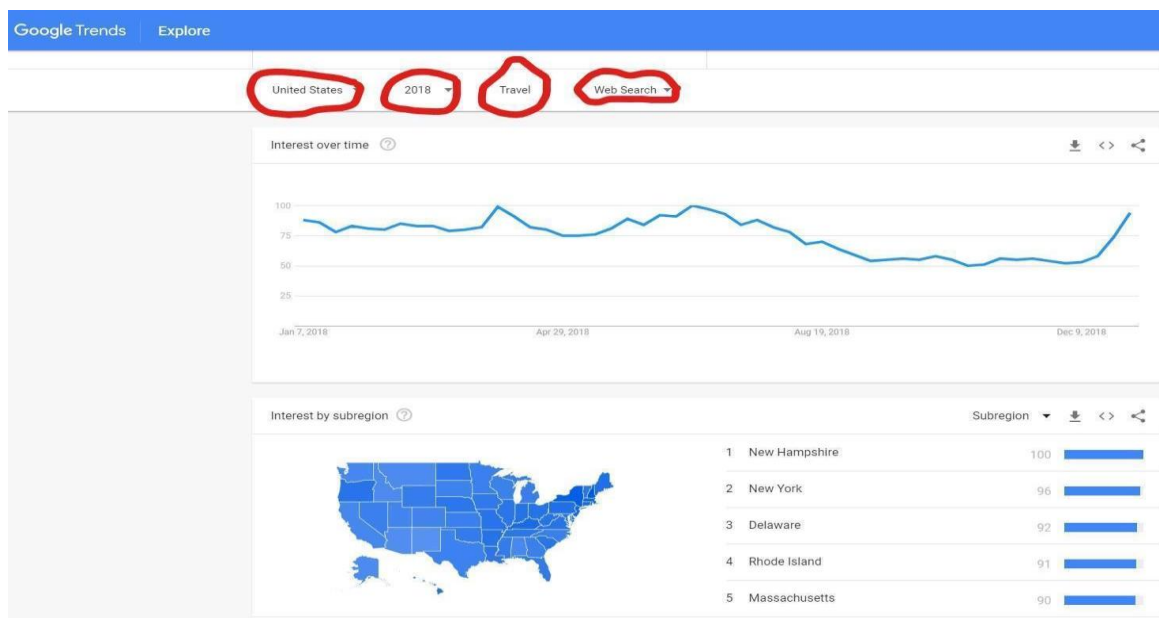 Google Trends Explore
United States 2018 Travel Web Search
Interest over time ?
100
75
50
25
Jan 7, 2018 Apr 29, 2018 Aug 19, 2018 Dec 9, 2018
Interest by subregion ? Subregion
1 New Hampshire 100
2 New York 96
3 Delaware 92
4 Rhode Island 91
5 Massachusetts 90